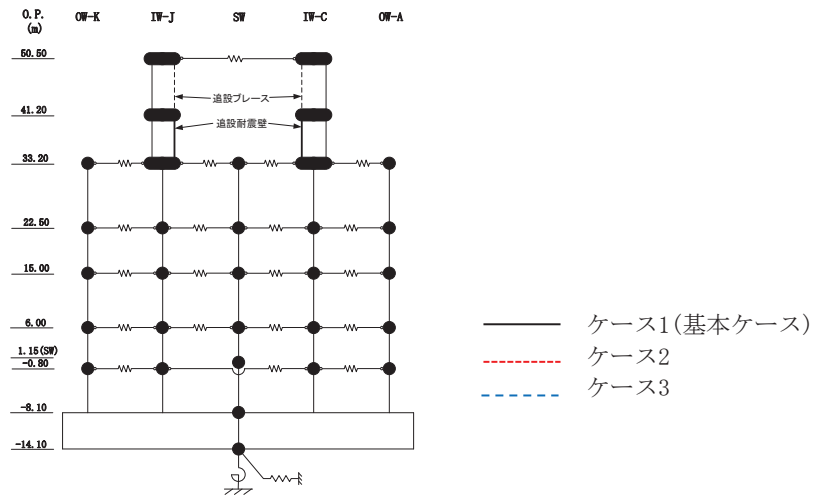 O.P.
(m)
OW-K
IW-J
SW
IW-C
OW-A
50.50
追設ブレース
41.20
追設耐震壁
33.20
22.50
15.00
6.00
1.15(SW)
-0.80
-8.10
-14.10
ケース1(基本ケース)
ケース2
ケース3